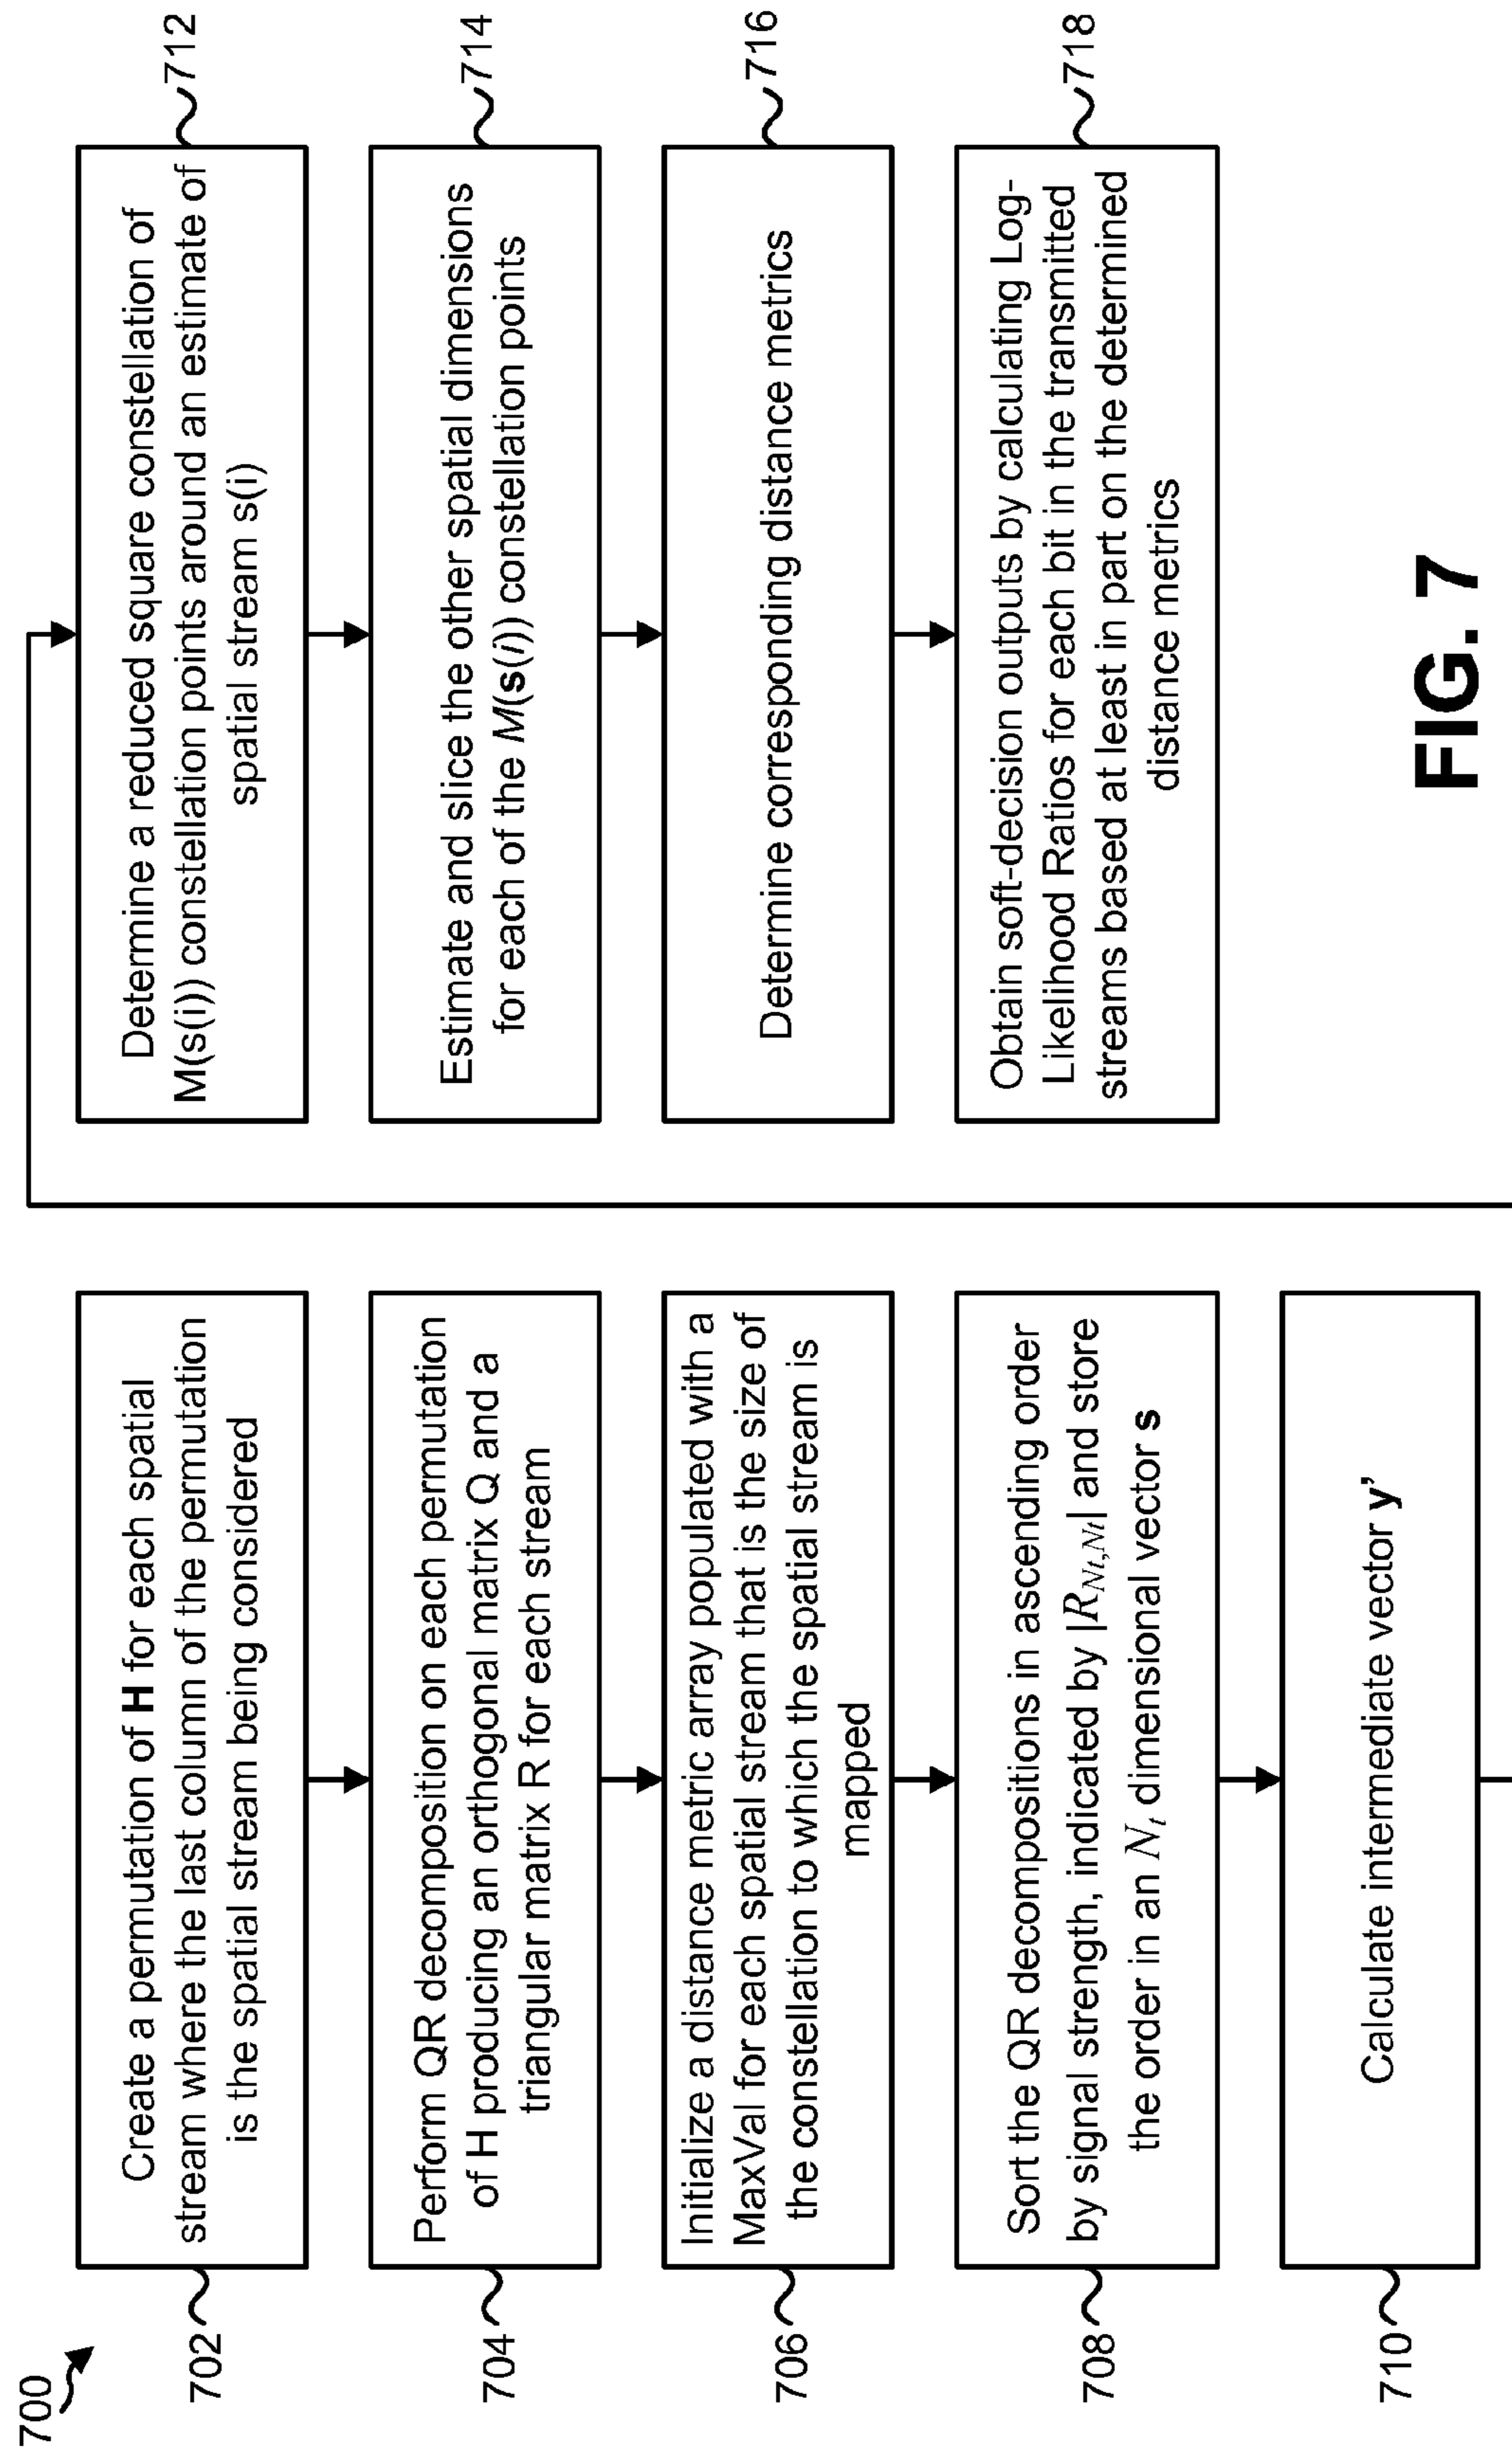 700
702
Create a permutation of H for each spatial
stream where the last column of the permutation
is the spatial stream being considered
704
Perform QR decomposition on each permutation
of H producing an orthogonal matrix Q and a
triangular matrix R for each stream
706
Initialize a distance metric array populated with a
MaxVal for each spatial stream that is the size of
the constellation to which the spatial stream is
mapped
708
Sort the QR decompositions in ascending order
by signal strength, indicated by |R_{Nt,Nt}| and store
the order in an N_t dimensional vector s
710
Calculate intermediate vector y'
712
Determine a reduced square constellation of
M(s(i)) constellation points around an estimate of
spatial stream s(i)
714
Estimate and slice the other spatial dimensions
for each of the M(s(i)) constellation points
716
Determine corresponding distance metrics
718
Obtain soft-decision outputs by calculating Log-
Likelihood Ratios for each bit in the transmitted
streams based at least in part on the determined
distance metrics
FIG. 7